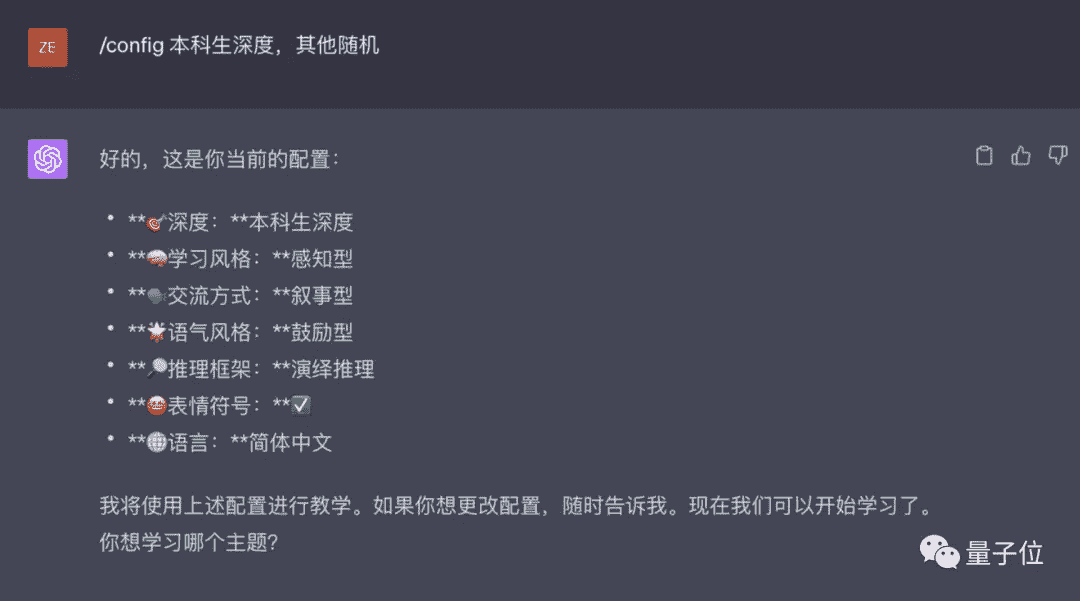 ZE
/config 本科生深度，其他随机
好的，这是你当前的配置：
• **🎯深度：**本科生深度
• **🧠学习风格：**感知型
• **🗣️交流方式：**叙事型
• **🌟语气风格：**鼓励型
• **🔎推理框架：**演绎推理
• **😀表情符号：**☑️
• **🌐语言：**简体中文
我将使用上述配置进行教学。如果你想更改配置，随时告诉我。现在我们可以开始学习了。
你想学习哪个主题？
量子位